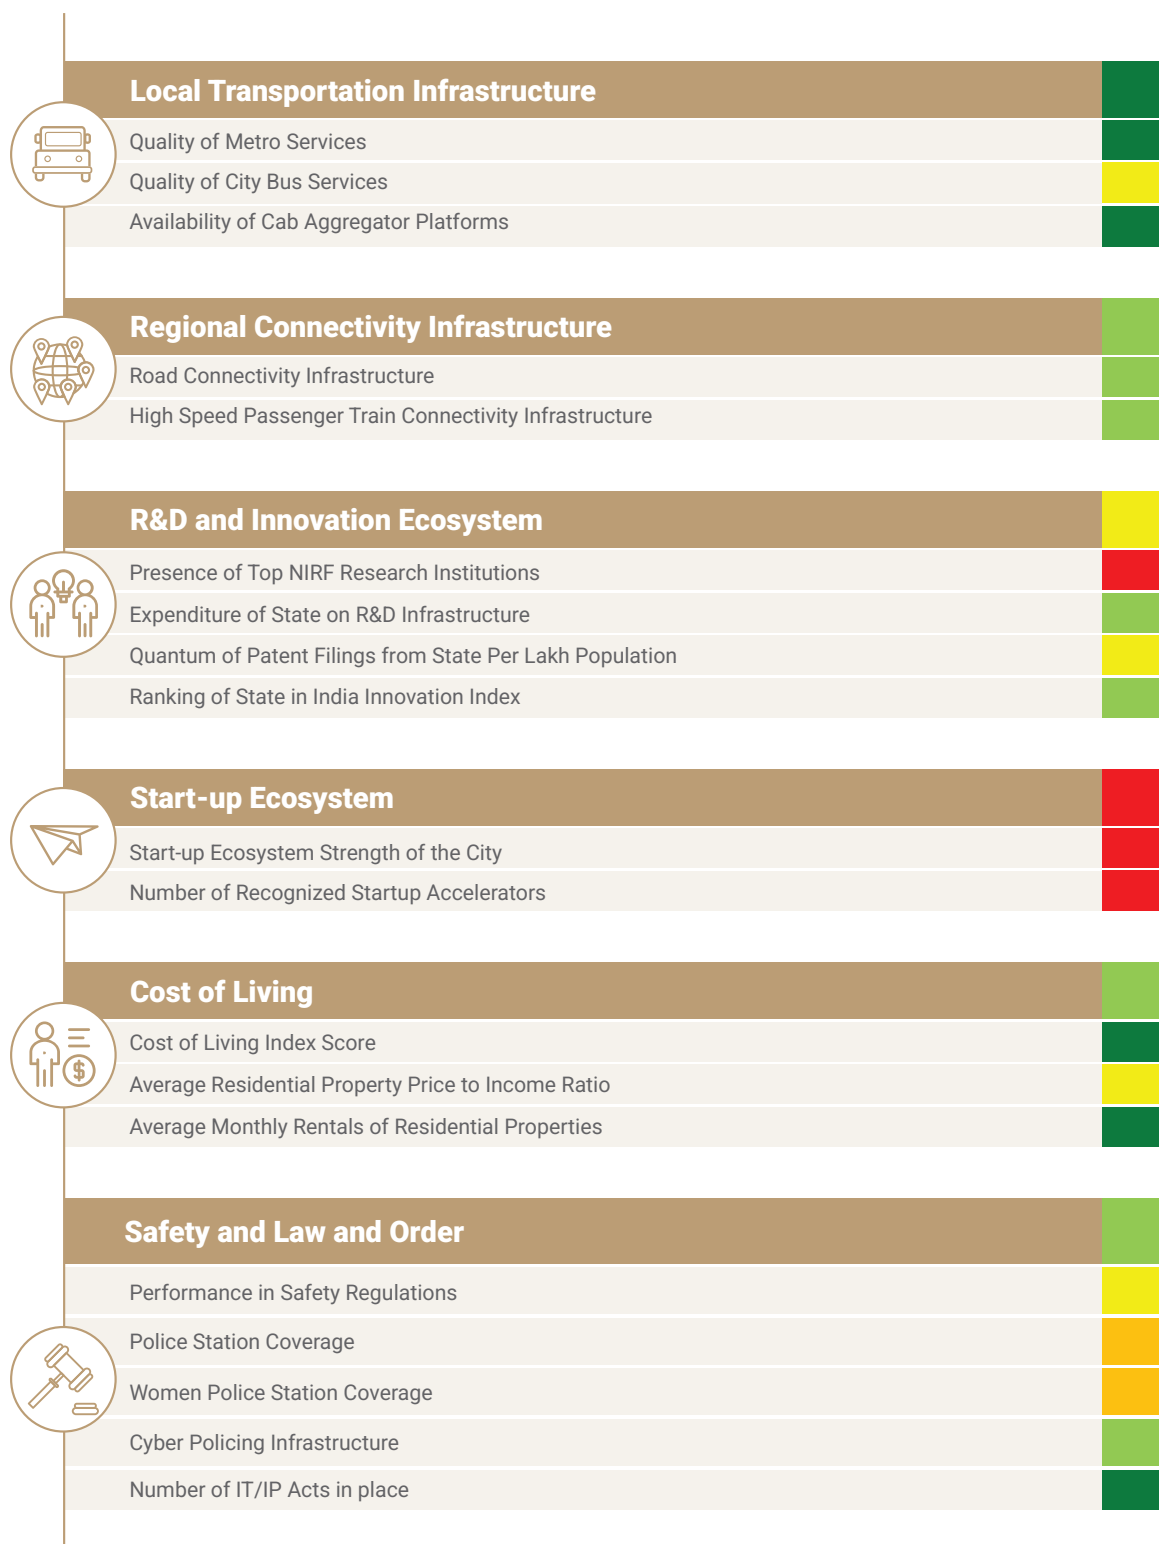 Local Transportation Infrastructure
Quality of Metro Services
Quality of City Bus Services
Availability of Cab Aggregator Platforms
Regional Connectivity Infrastructure
Road Connectivity Infrastructure
High Speed Passenger Train Connectivity Infrastructure
R&D and Innovation Ecosystem
Presence of Top NIRF Research Institutions
Expenditure of State on R&D Infrastructure
Quantum of Patent Filings from State Per Lakh Population
Ranking of State in India Innovation Index
Start-up Ecosystem
Start-up Ecosystem Strength of the City
Number of Recognized Startup Accelerators
Cost of Living
Cost of Living Index Score
Average Residential Property Price to Income Ratio
Average Monthly Rentals of Residential Properties
$
Safety and Law and Order
Performance in Safety Regulations
Police Station Coverage
Women Police Station Coverage
Cyber Policing Infrastructure
Number of IT/IP Acts in place